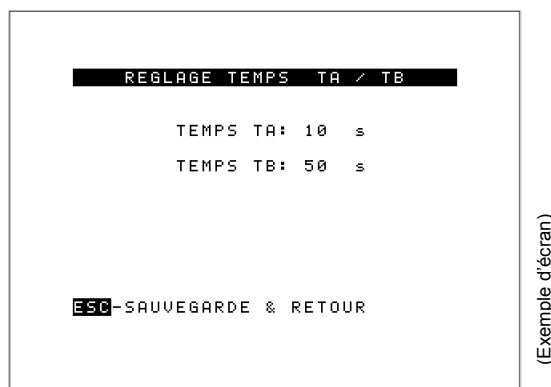 REGLAGE TEMPS TA / TB
TEMPS TA: 10 s
TEMPS TB: 50 s
ESC-SAUVEGARDE & RETOUR
(Exemple d'écran)